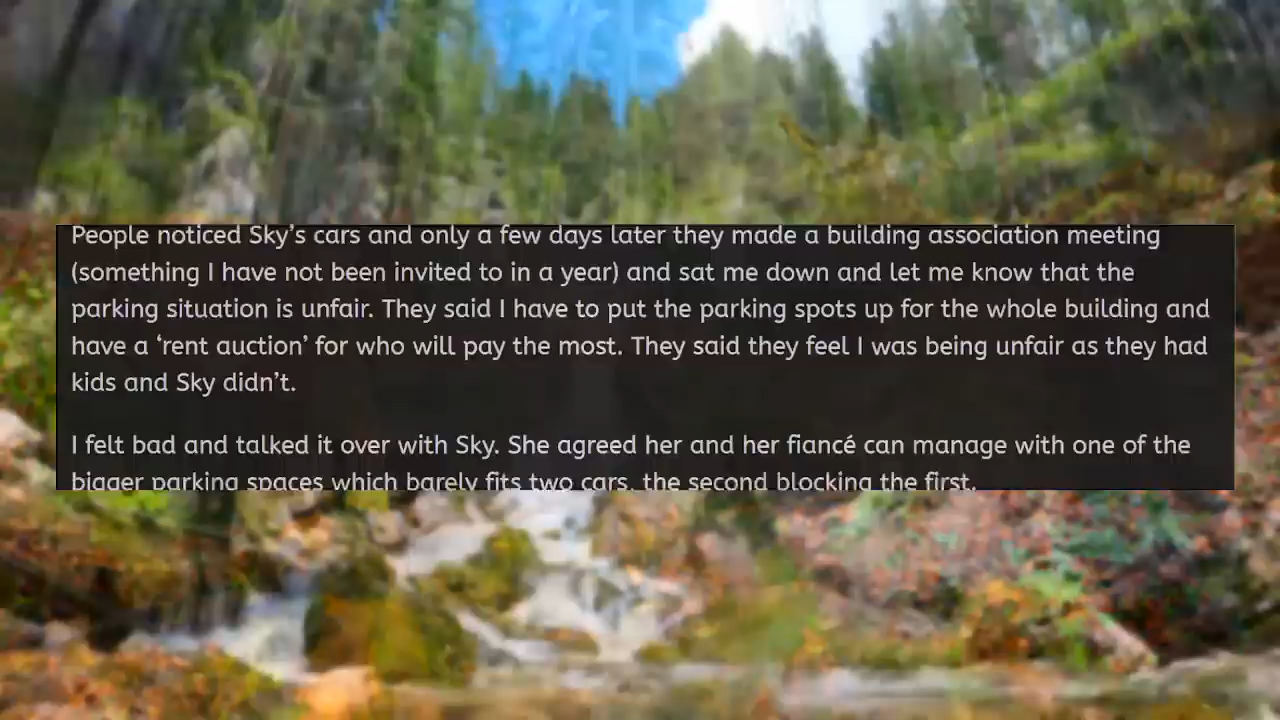 People noticed Sky's cars and only a few days later they made a building association meeting
(something I have not been invited to in a year) and sat me down and let me know that the
parking situation is unfair. They said I have to put the parking spots up for the whole building and
have a ‘rent auction’ for who will pay the most. They said they feel I was being unfair as they had
kids and Sky didn’t.
I felt bad and talked it over with Sky. She agreed her and her fiancé can manage with one of the
bigger parking spaces which barely fits two cars, the second blocking the first.